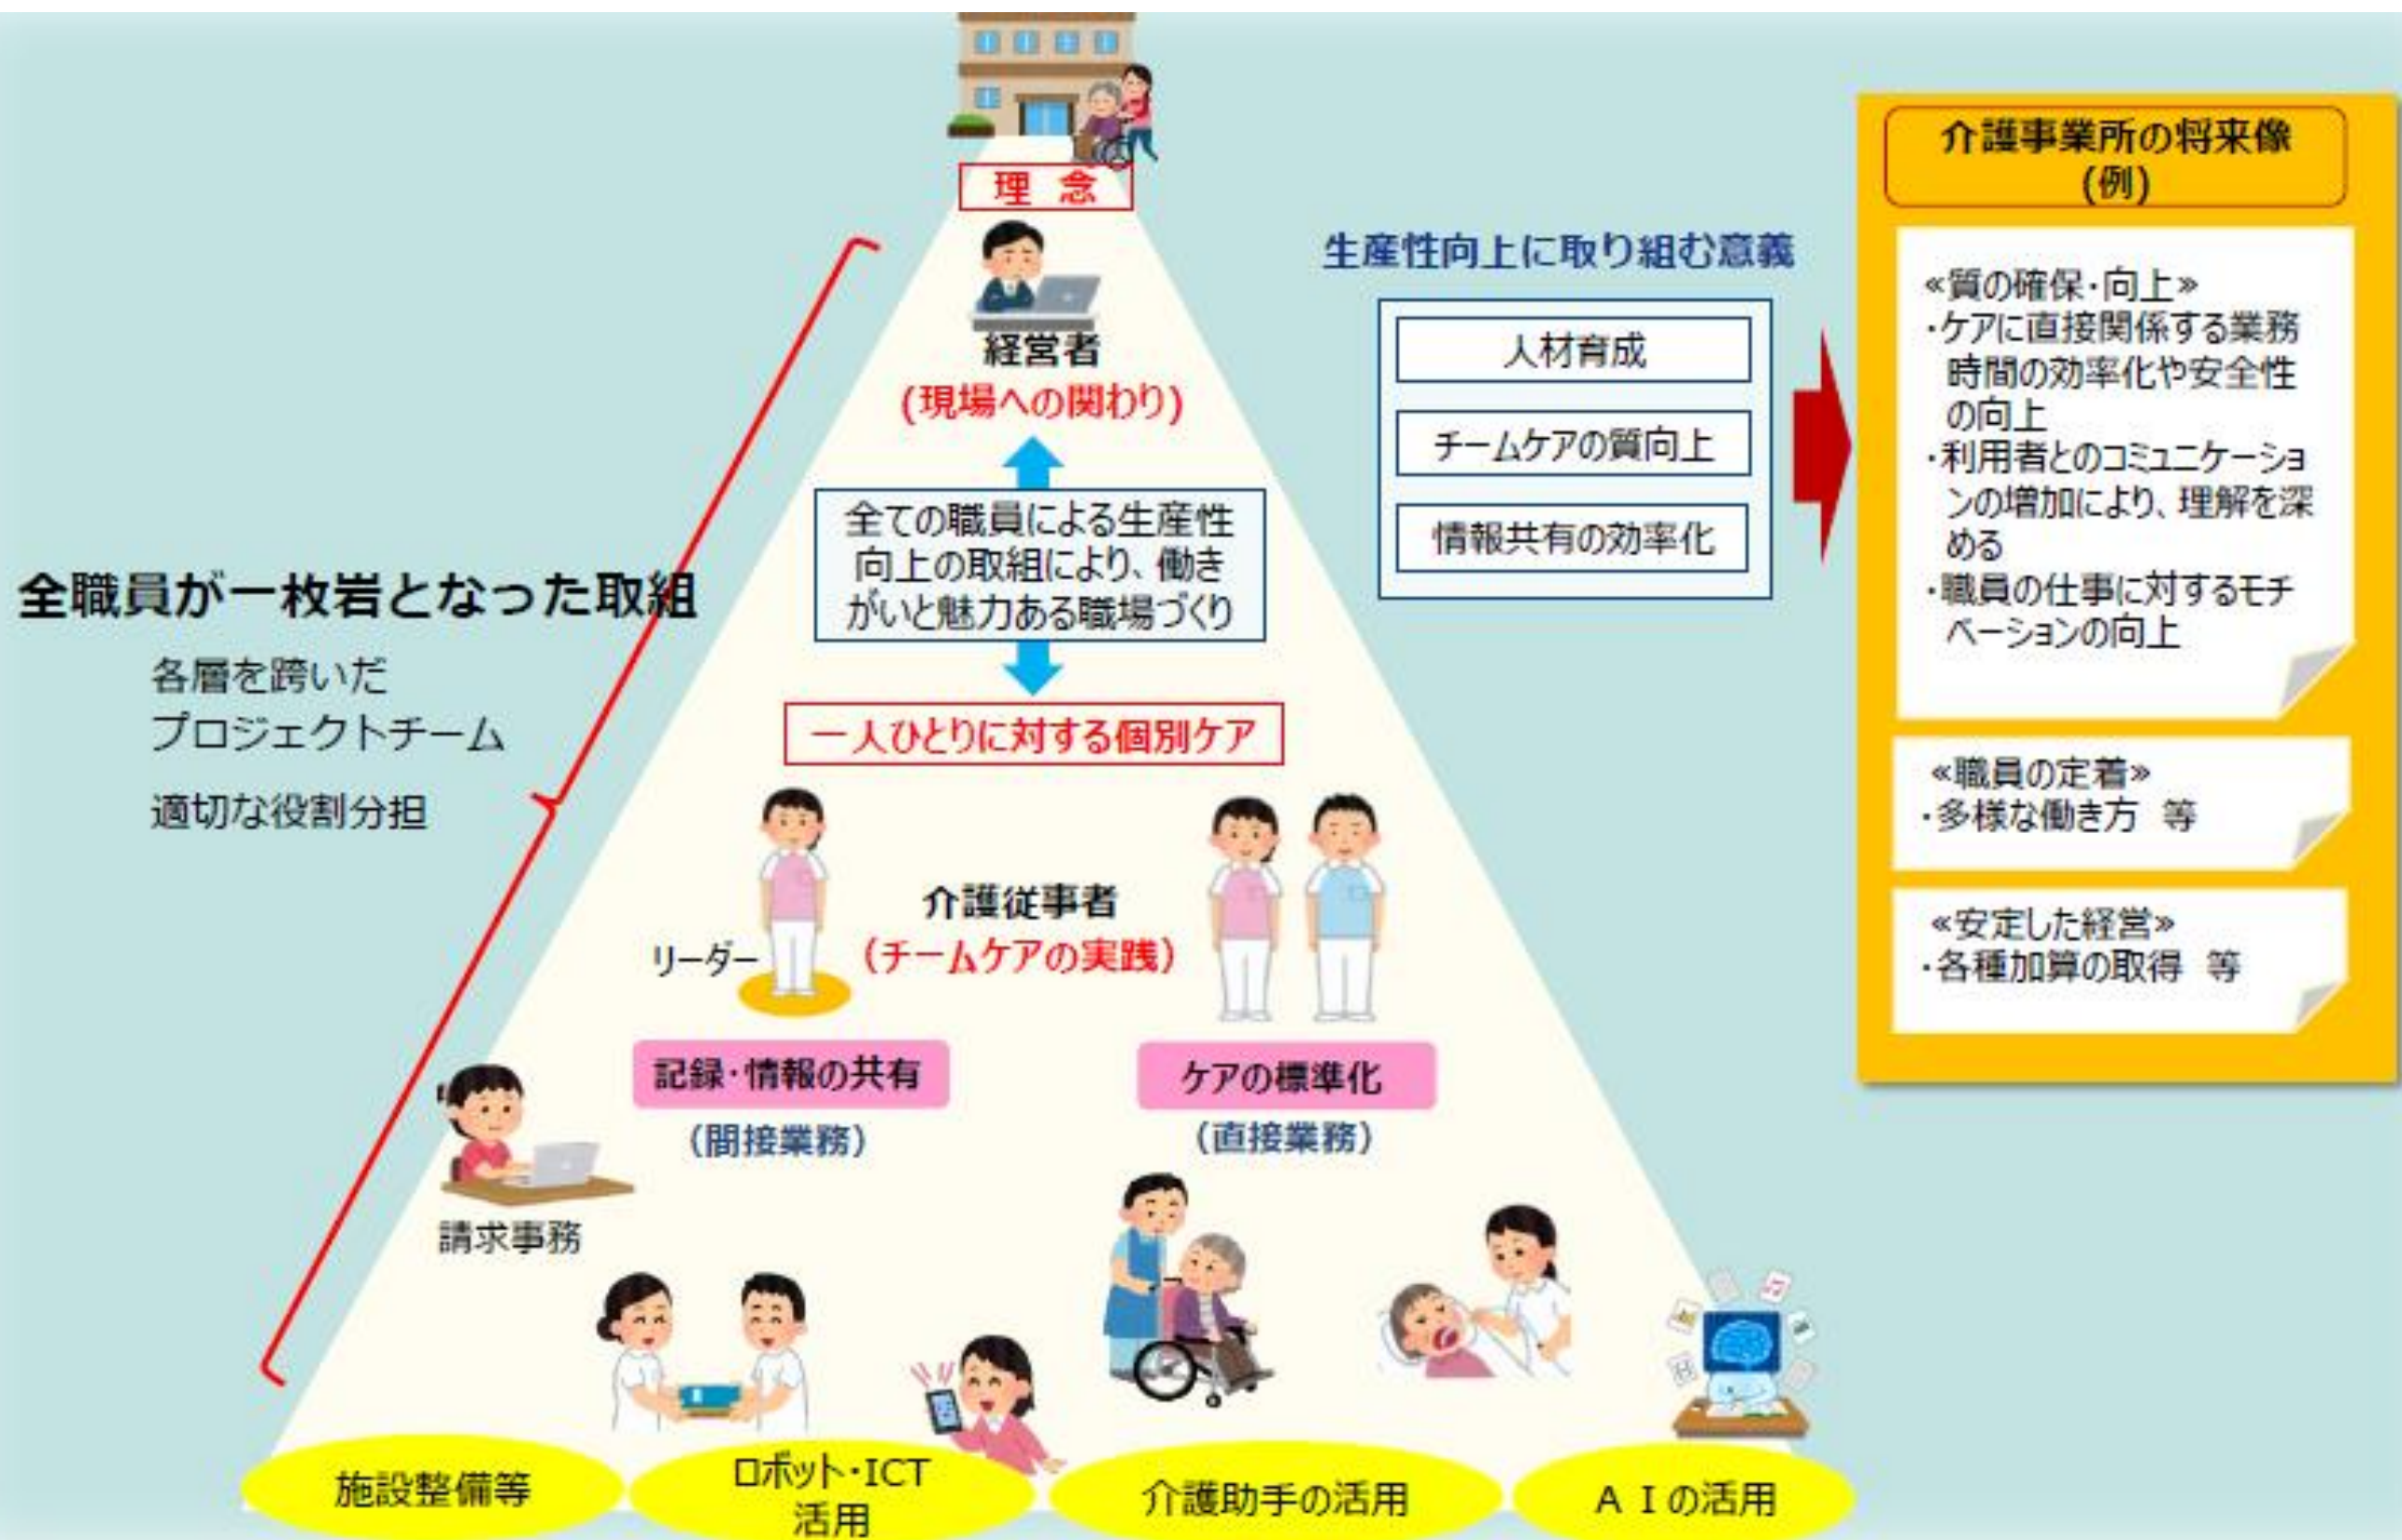 理 念
経営者
(現場への関わり)
全ての職員による生産性
向上の取組により、働き
がいと魅力ある職場づくり
一人ひとりに対する個別ケア
全職員が一枚岩となった取組
各層を跨いだ
プロジェクトチーム
適切な役割分担
リーダー
介護従事者
（チームケアの実践）
記録・情報の共有
（間接業務）
ケアの標準化
（直接業務）
請求事務
施設整備等
ロボット・ICT
活用
介護助手の活用
ＡＩの活用
生産性向上に取り組む意義
人材育成
チームケアの質向上
情報共有の効率化
介護事業所の将来像
(例)
≪質の確保・向上≫
・ケアに直接関係する業務
時間の効率化や安全性
の向上
・利用者とのコミュニケーショ
ンの増加により、理解を深
める
・職員の仕事に対するモチ
ベーションの向上
≪職員の定着≫
・多様な働き方 等
≪安定した経営≫
・各種加算の取得 等